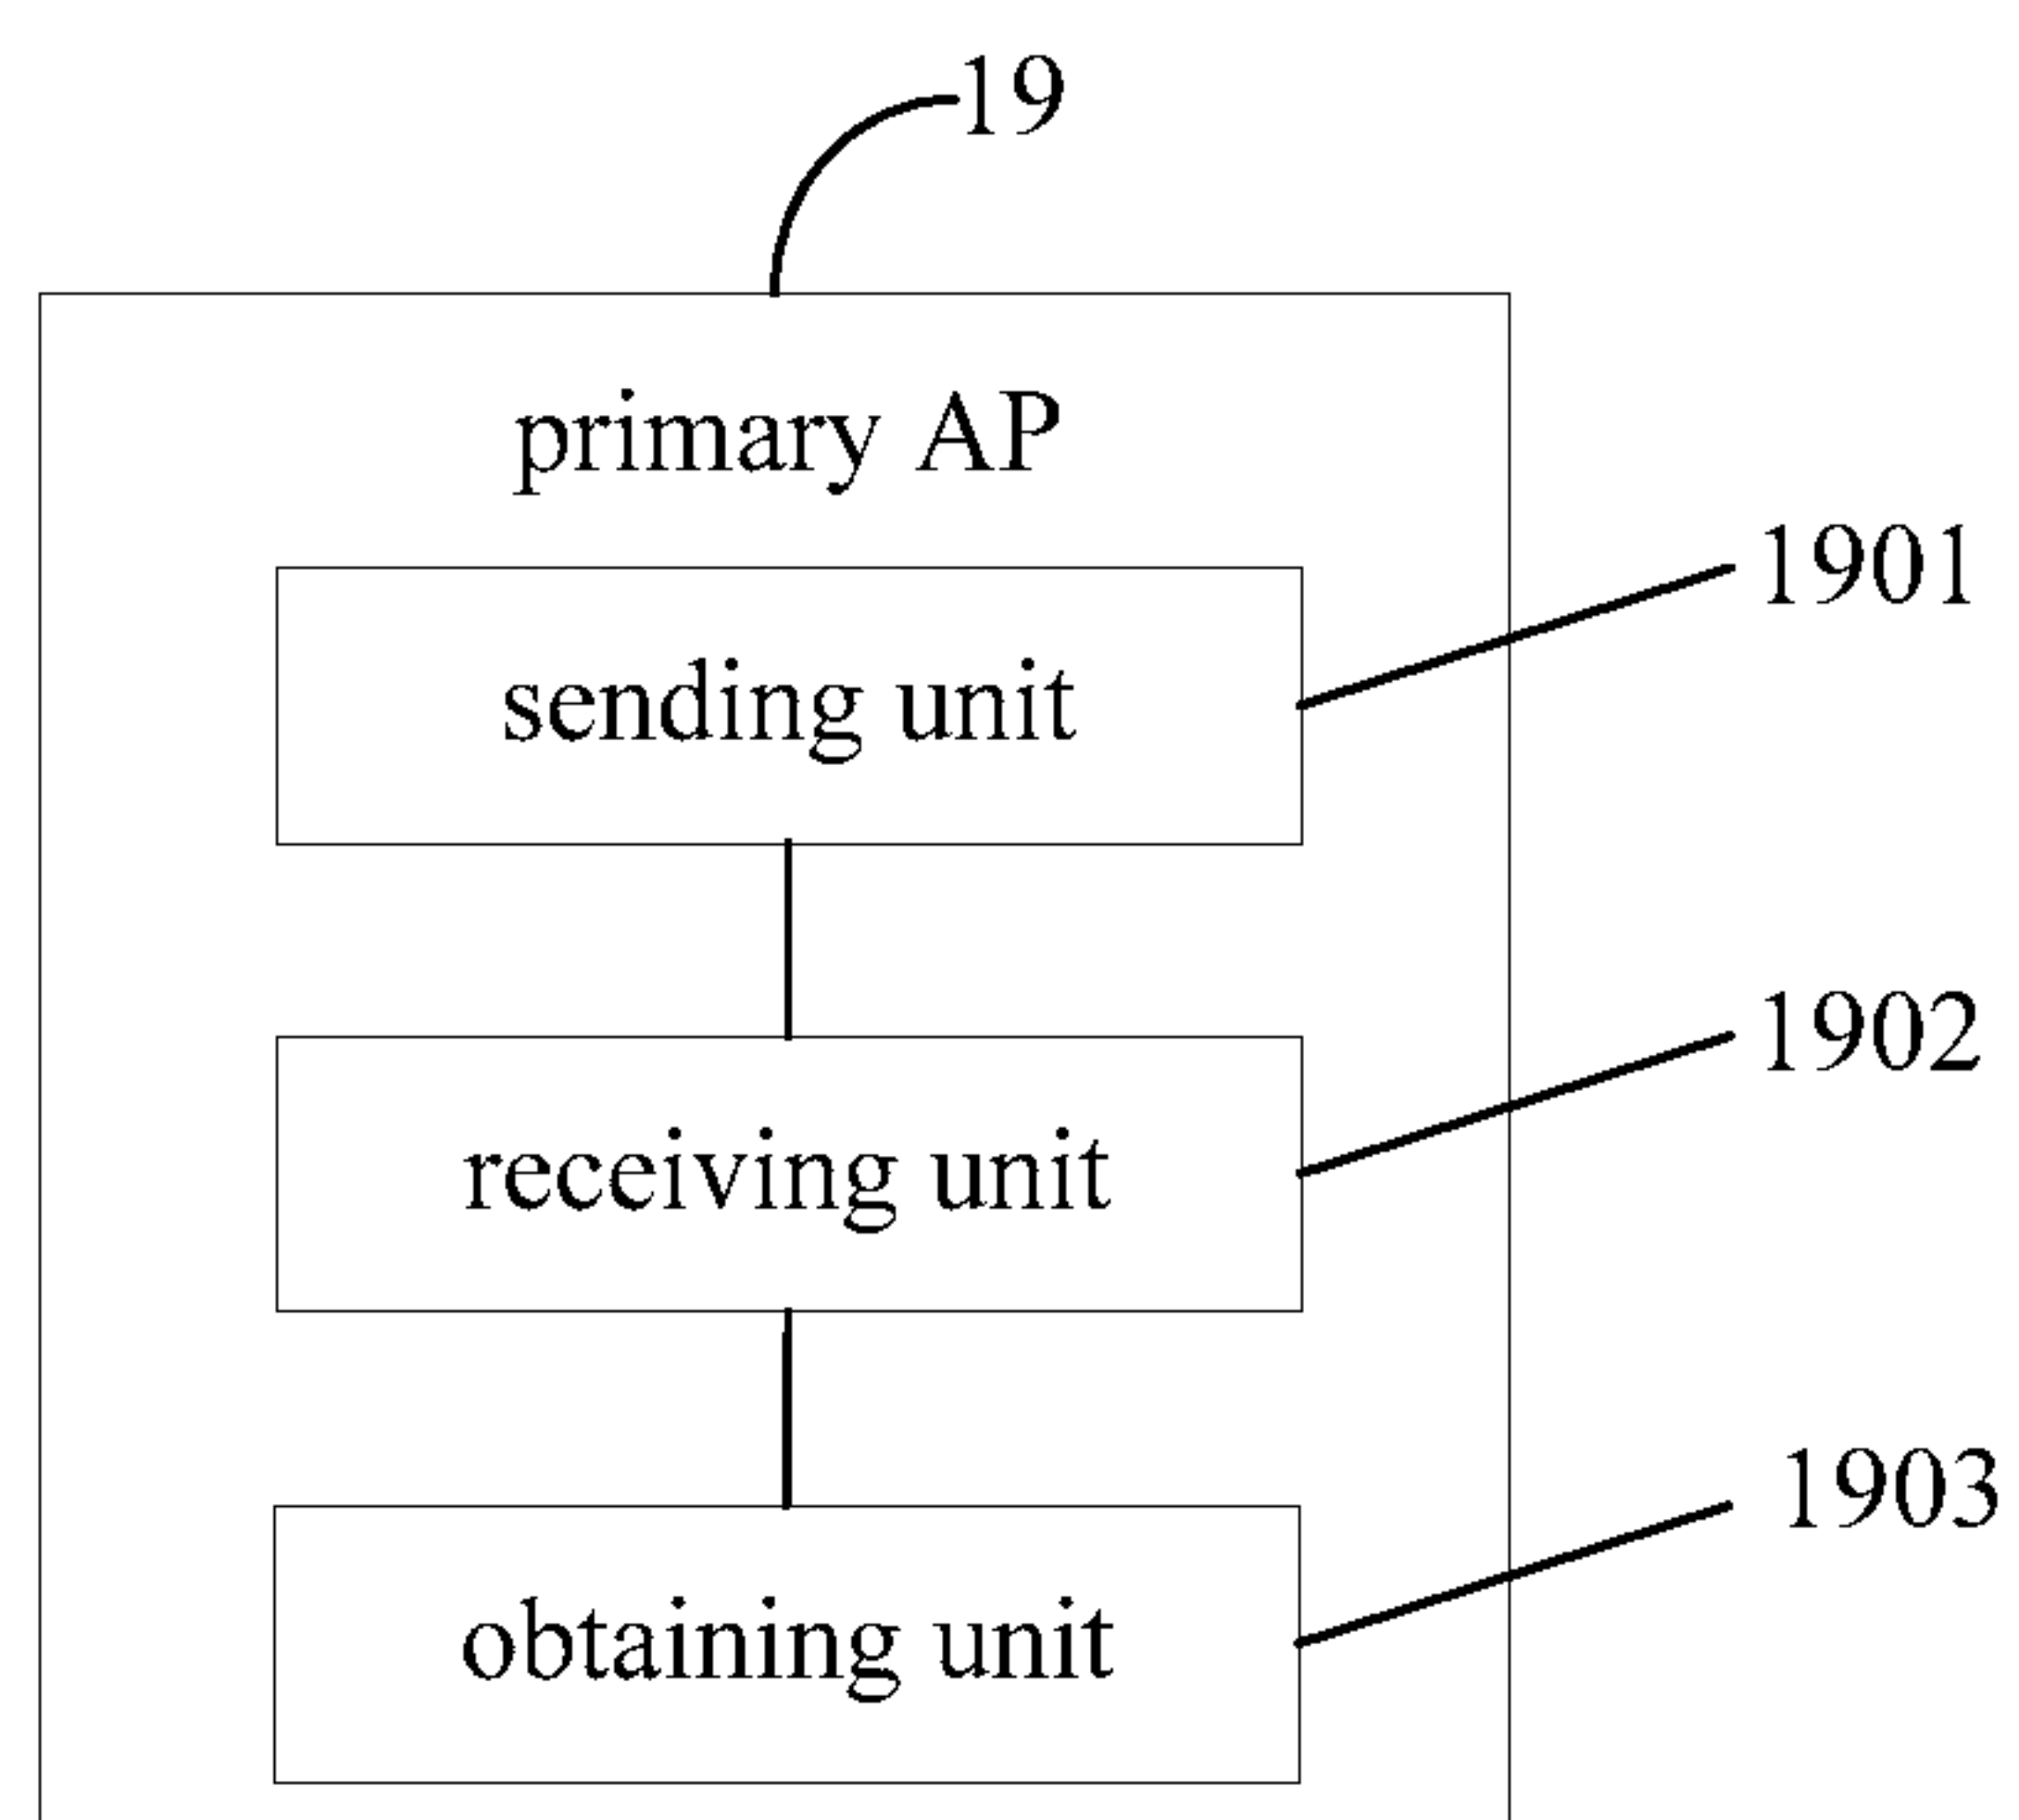 19
primary AP
sending unit
1901
receiving unit
1902
obtaining unit
1903